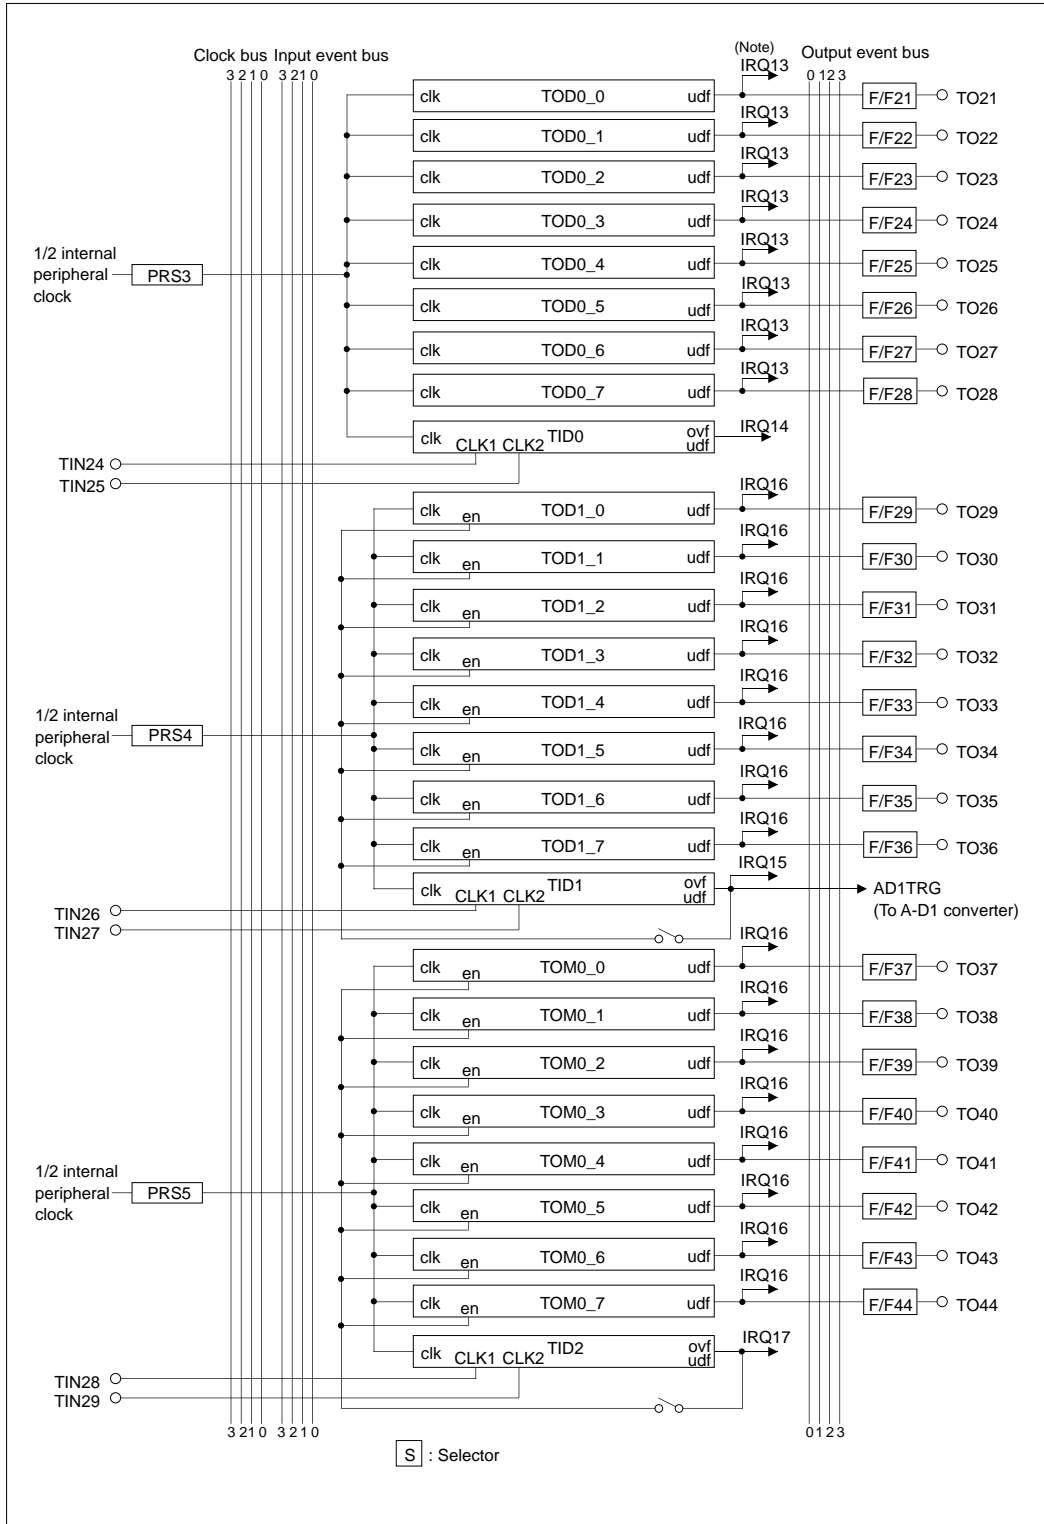 Clock bus Input event bus
3 2 1 0 3 2 1 0
(Note)
Output event bus
0 1 2 3
IRQ13
clk TOD0_0 udf F/F21 TO21
IRQ13
clk TOD0_1 udf F/F22 TO22
IRQ13
clk TOD0_2 udf F/F23 TO23
IRQ13
clk TOD0_3 udf F/F24 TO24
IRQ13
1/2 internal
peripheral
clock
PRS3
clk TOD0_4 udf F/F25 TO25
IRQ13
clk TOD0_5 udf F/F26 TO26
IRQ13
clk TOD0_6 udf F/F27 TO27
IRQ13
clk TOD0_7 udf F/F28 TO28
clk CLK1 CLK2 TID0 ovf
udf
IRQ14
TIN24
TIN25
IRQ16
clk en TOD1_0 udf F/F29 TO29
IRQ16
clk en TOD1_1 udf F/F30 TO30
IRQ16
clk en TOD1_2 udf F/F31 TO31
IRQ16
clk en TOD1_3 udf F/F32 TO32
IRQ16
clk en TOD1_4 udf F/F33 TO33
1/2 internal
peripheral
clock
PRS4
IRQ16
clk en TOD1_5 udf F/F34 TO34
IRQ16
clk en TOD1_6 udf F/F35 TO35
IRQ16
clk en TOD1_7 udf F/F36 TO36
IRQ15
clk CLK1 CLK2 TID1 ovf
udf
AD1TRG
(To A-D1 converter)
TIN26
TIN27
IRQ16
clk en TOM0_0 udf F/F37 TO37
IRQ16
clk en TOM0_1 udf F/F38 TO38
IRQ16
clk en TOM0_2 udf F/F39 TO39
IRQ16
clk en TOM0_3 udf F/F40 TO40
IRQ16
clk en TOM0_4 udf F/F41 TO41
1/2 internal
peripheral
clock
PRS5
IRQ16
clk en TOM0_5 udf F/F42 TO42
IRQ16
clk en TOM0_6 udf F/F43 TO43
IRQ16
clk en TOM0_7 udf F/F44 TO44
IRQ17
clk CLK1 CLK2 TID2 ovf
udf
TIN28
TIN29
3 2 1 0 3 2 1 0
0 1 2 3
S : Selector